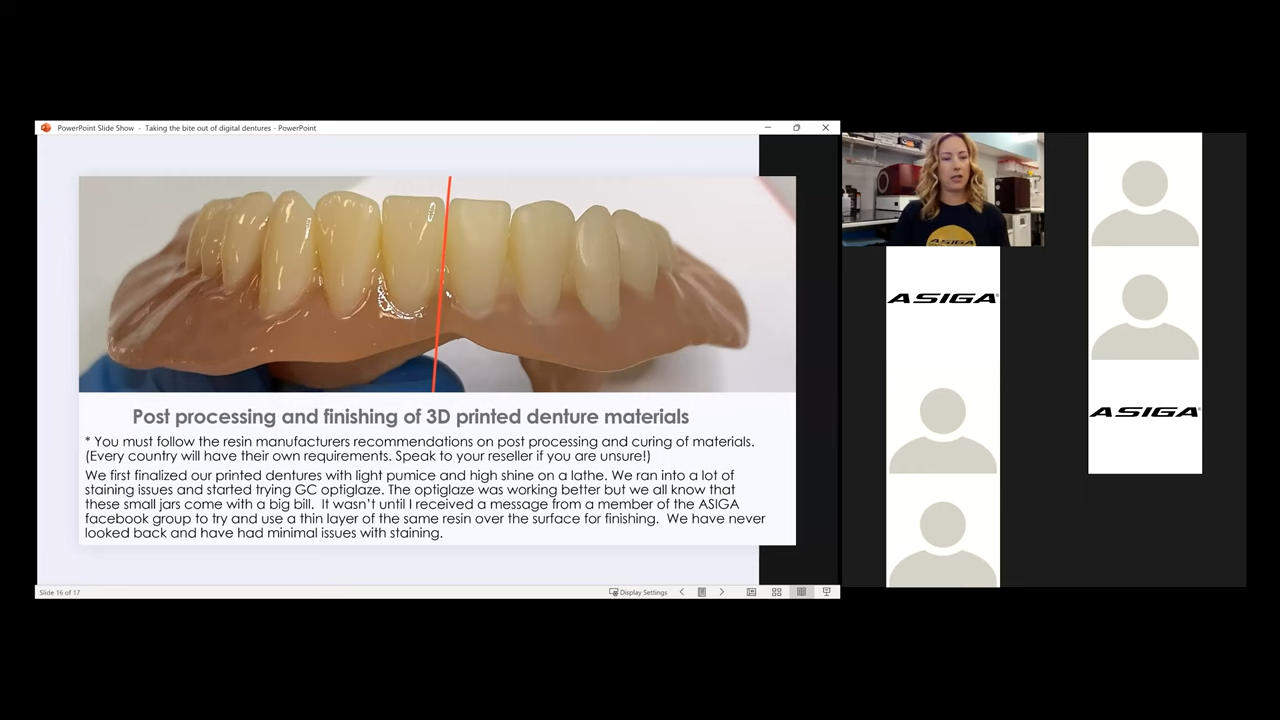 PowerPoint Slide Show - Taking the bite out of digital dentures - PowerPoint
Post processing and finishing of 3D printed denture materials
* You must follow the resin manufacturers recommendations on post processing and curing of materials.
(Every country will have their own requirements. Speak to your reseller if you are unsure!)
We first finalized our printed dentures with light pumice and high shine on a lathe. We ran into a lot of
staining issues and started trying GC optiglaze. The optiglaze was working better but we all know that
these small jars come with a big bill. It wasn't until I received a message from a member of the ASIGA
facebook group to try and use a thin layer of the same resin over the surface for finishing. We have never
looked back and have had minimal issues with staining.
Slide 16 of 17
Display Settings
ASIGA
ASIGA®
ASIGA®